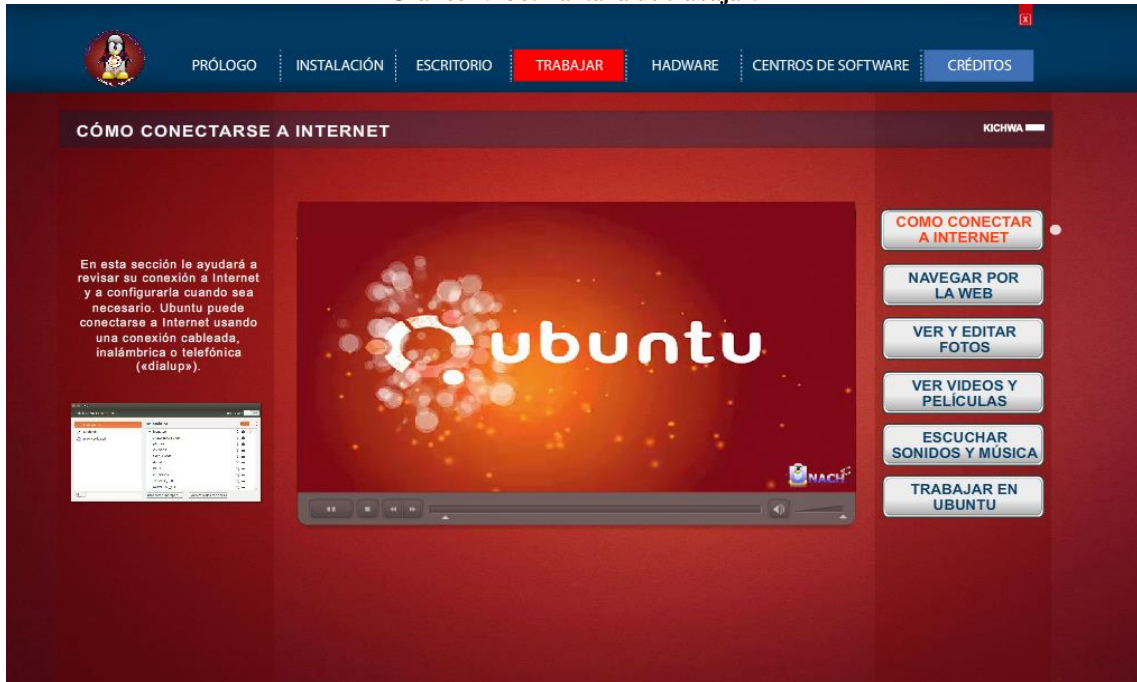 X
PRÓLOGO
INSTALACIÓN
ESCRITORIO
TRABAJAR
HADWARE
CENTROS DE SOFTWARE
CRÉDITOS
CÓMO CONECTARSE A INTERNET
KICHWA
En esta sección le ayudará a
revisar su conexión a Internet
y a configurarla cuando sea
necesario. Ubuntu puede
conectarse a Internet usando
una conexión cableada,
inalámbrica o telefónica
(«dialup»).
ubuntu
UNACH
COMO CONECTAR
A INTERNET
NAVEGAR POR
LA WEB
VER Y EDITAR
FOTOS
VER VIDEOS Y
PELÍCULAS
ESCUCHAR
SONIDOS Y MÚSICA
TRABAJAR EN
UBUNTU